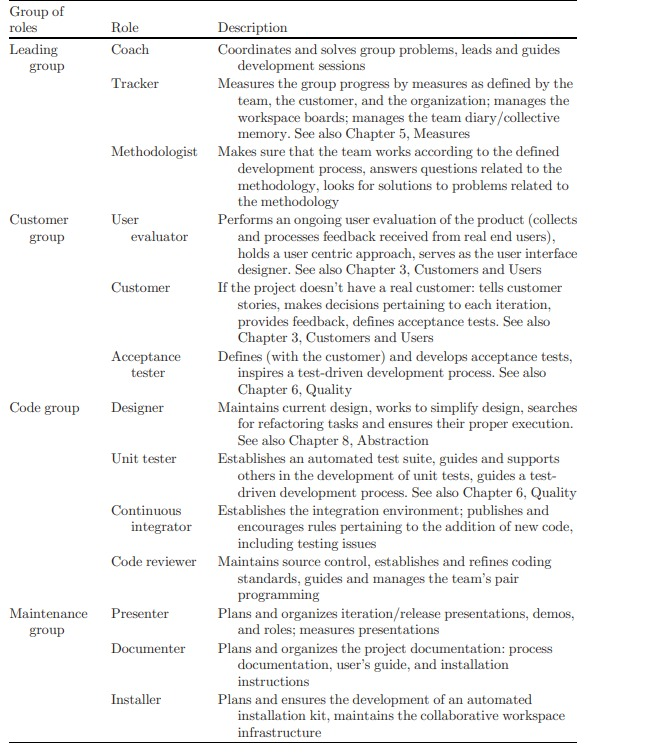 Group of
roles Role Description
Leading Coach Coordinates and solves group problems, leads and guides
group development sessions
Tracker Measures the group progress by measures as defined by the
team, the customer, and the organization; manages the
workspace boards; manages the team diary/collective
memory. See also Chapter 5, Measures
Methodologist Makes sure that the team works according to the defined
development process, answers questions related to the
methodology, looks for solutions to problems related to
the methodology
Customer User Performs an ongoing user evaluation of the product (collects
group evaluator and processes feedback received from real end users),
holds a user centric approach, serves as the user interface
designer. See also Chapter 3, Customers and Users
Customer If the project doesn't have a real customer: tells customer
stories, makes decisions pertaining to each iteration,
provides feedback, defines acceptance tests. See also
Chapter 3, Customers and Users
Acceptance Defines (with the customer) and develops acceptance tests,
tester inspires a test-driven development process. See also
Chapter 6, Quality
Code group Designer Maintains current design, works to simplify design, searches
for refactoring tasks and ensures their proper execution.
See also Chapter 8, Abstraction
Unit tester Establishes an automated test suite, guides and supports
others in the development of unit tests, guides a test-
driven development process. See also Chapter 6, Quality
Continuous Establishes the integration environment; publishes and
integrator encourages rules pertaining to the addition of new code,
including testing issues
Code reviewer Maintains source control, establishes and refines coding
standards, guides and manages the team's pair
programming
Maintenance Presenter Plans and organizes iteration/release presentations, demos,
group and roles; measures presentations
Documenter Plans and organizes the project documentation: process
documentation, user's guide, and installation
instructions
Installer Plans and ensures the development of an automated
installation kit, maintains the collaborative workspace
infrastructure